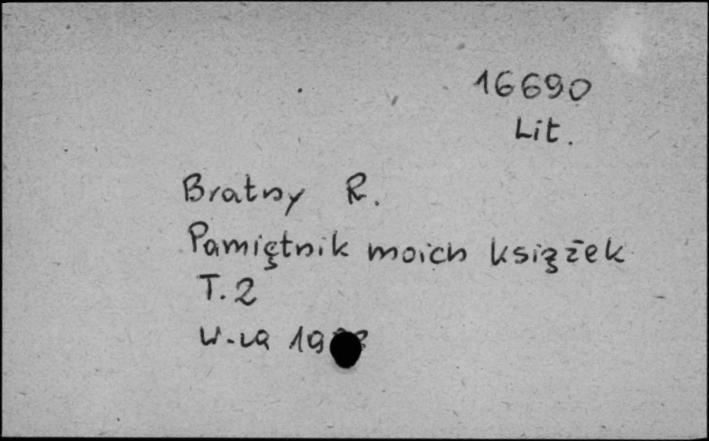 16690
Lit.
Bratny R.
Pamiętnik moich książek
T. 2
W-wa